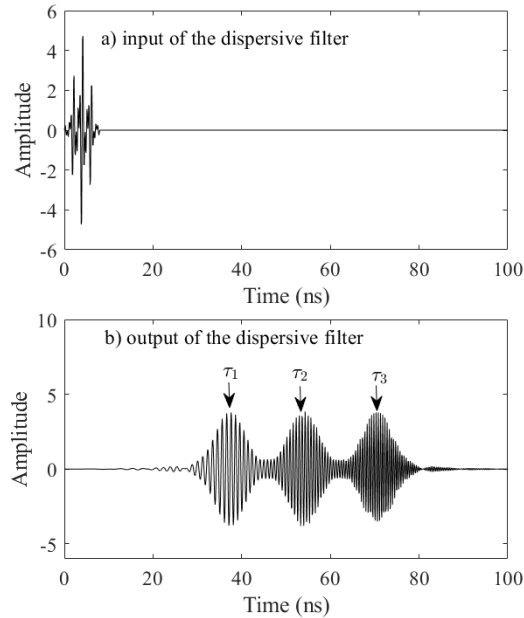 6
4
2
0
-2
-4
-6
Amplitude
a) input of the dispersive filter
0 20 40 60 80 100
Time (ns)
10
5
0
-5
Amplitude
b) output of the dispersive filter
τ1 τ2 τ3
0 20 40 60 80 100
Time (ns)